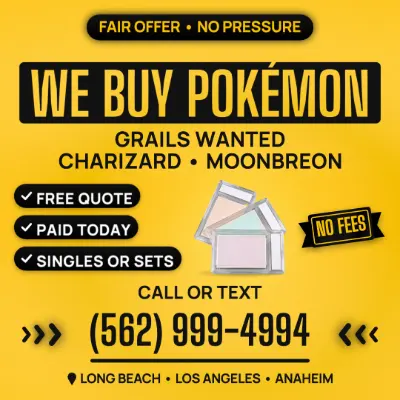 FAIR OFFER • NO PRESSURE
WE BUY POKÉMON
GRAILS WANTED
CHARIZARD • MOONBREON
FREE QUOTE
PAID TODAY
SINGLES OR SETS
NO FEES
CALL OR TEXT
(562) 999-4994
LONG BEACH • LOS ANGELES • ANAHEIM